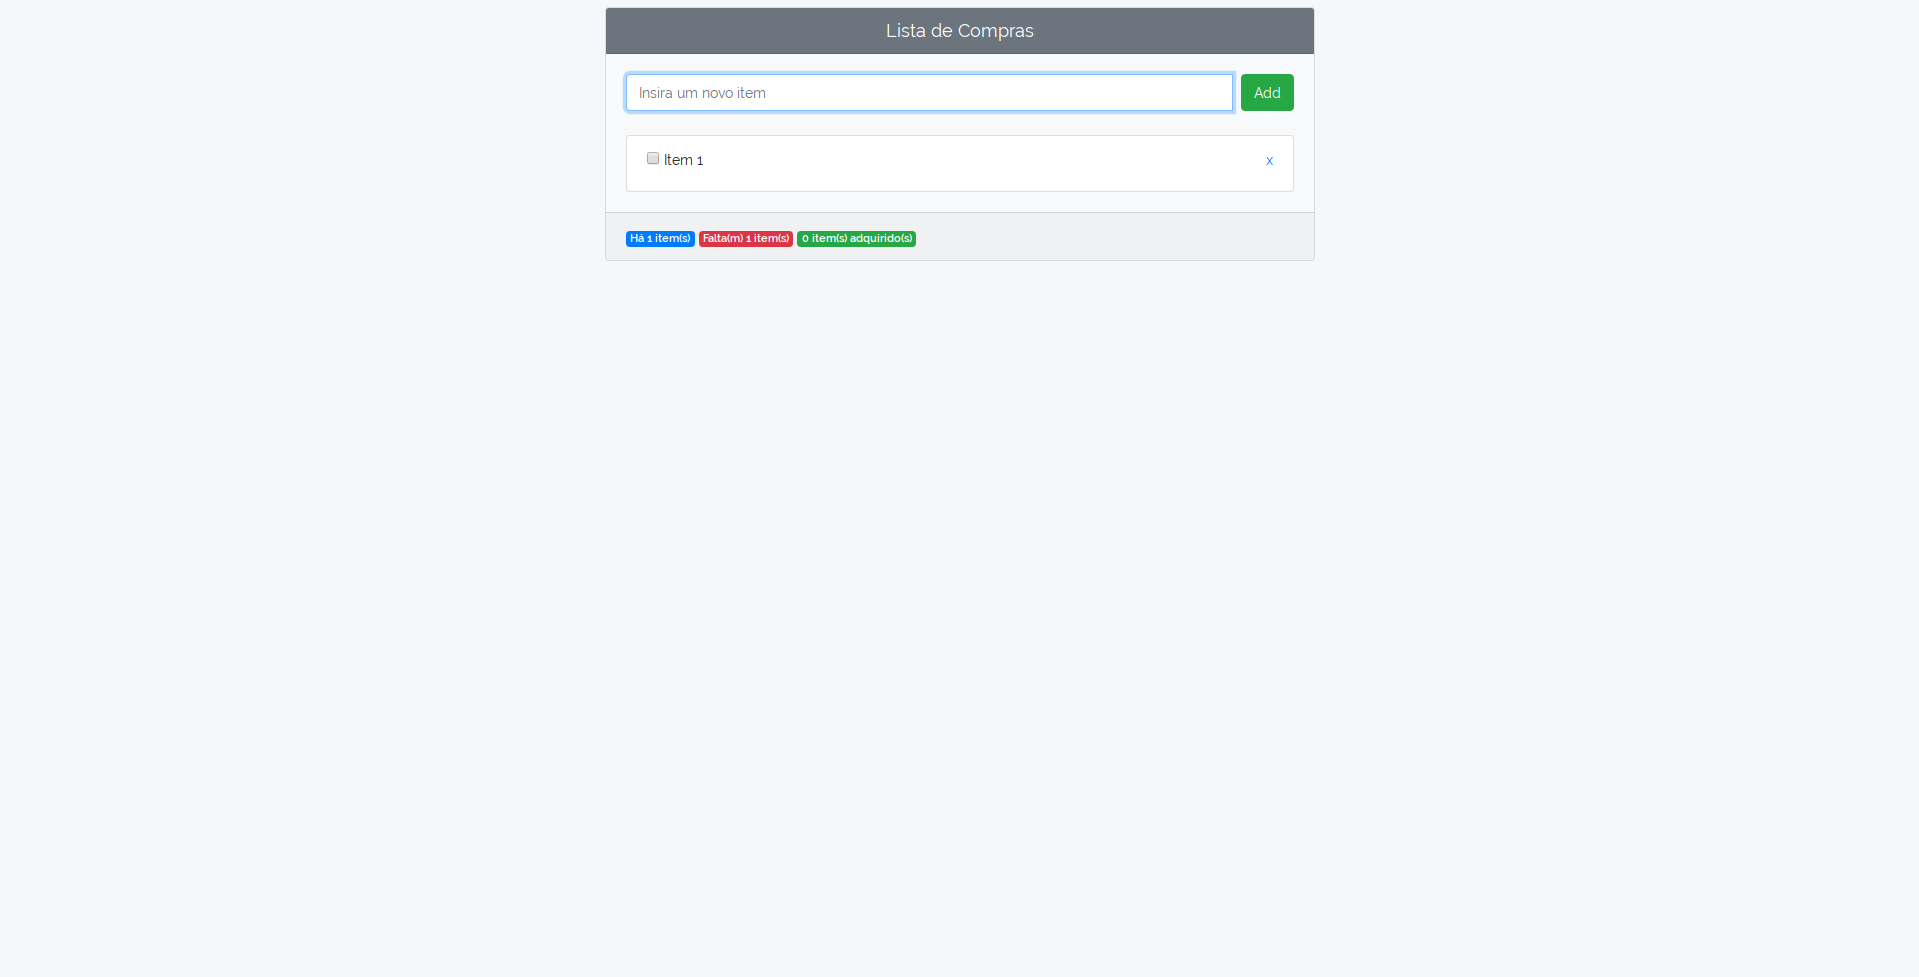 Lista de Compras
Insira um novo item Add
Item 1 x
Há 1 item(s) Falta(m) 1 item(s) 0 item(s) adquirido(s)